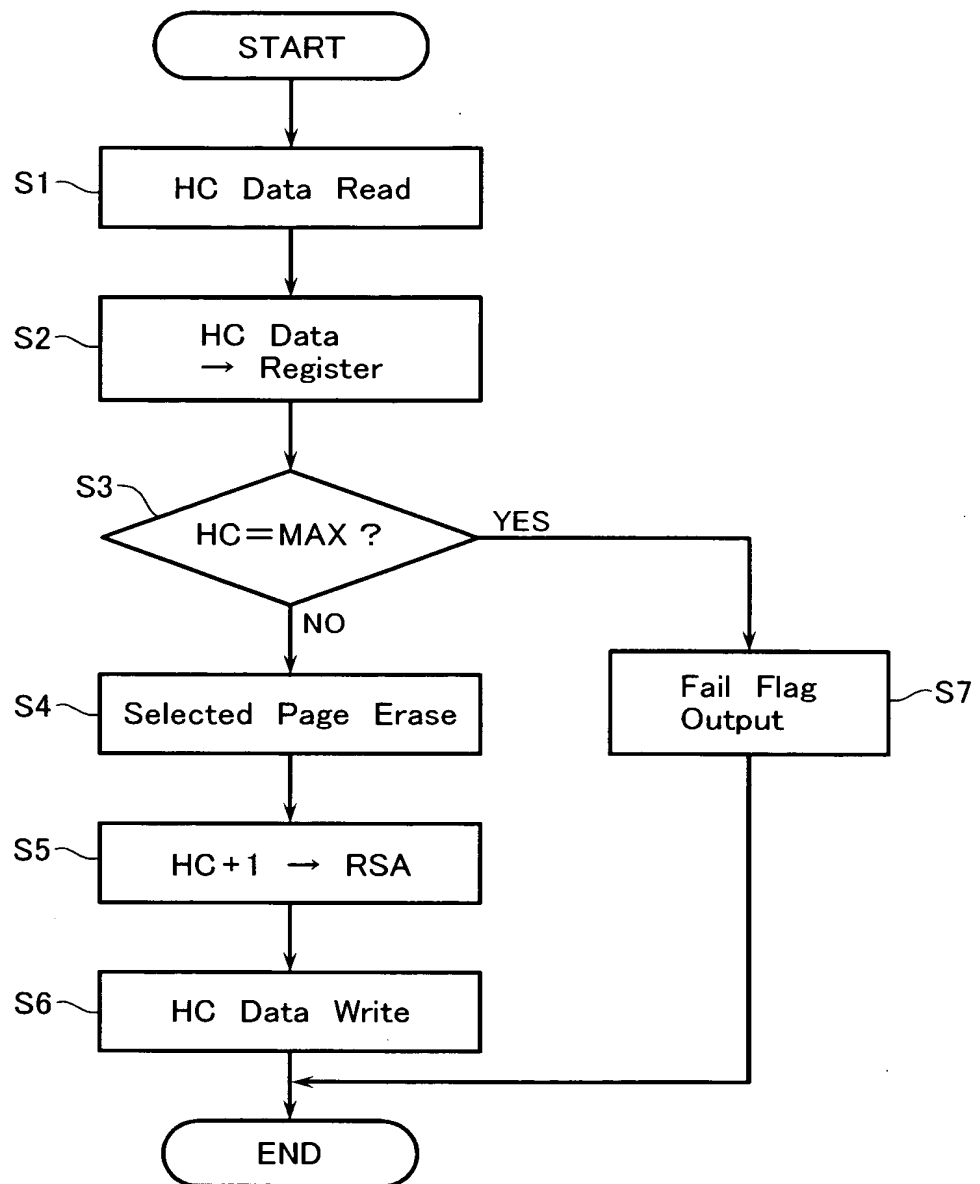 START
S1
HC Data Read
S2
HC Data
→ Register
S3
HC=MAX ?
YES
NO
S4
Selected Page Erase
Fail Flag
Output
S7
S5
HC+1 → RSA
S6
HC Data Write
END